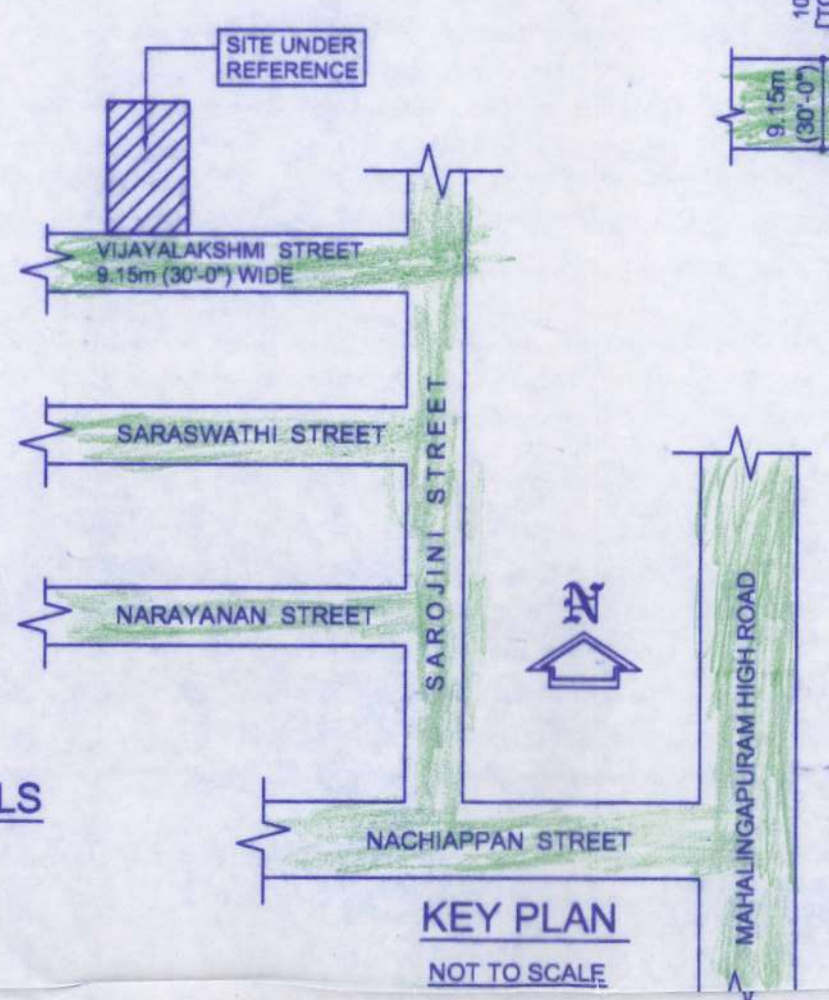 SITE UNDER
REFERENCE
9.15m
(30'-0")
VIJAYALAKSHMI STREET
9.15m (30'-0") WIDE
SARASWATHI STREET
SAROJINI STREET
NARAYANAN STREET
N
MAHALINGAPURAM HIGH ROAD
LS
NACHIAPPAN STREET
KEY PLAN
NOT TO SCALE